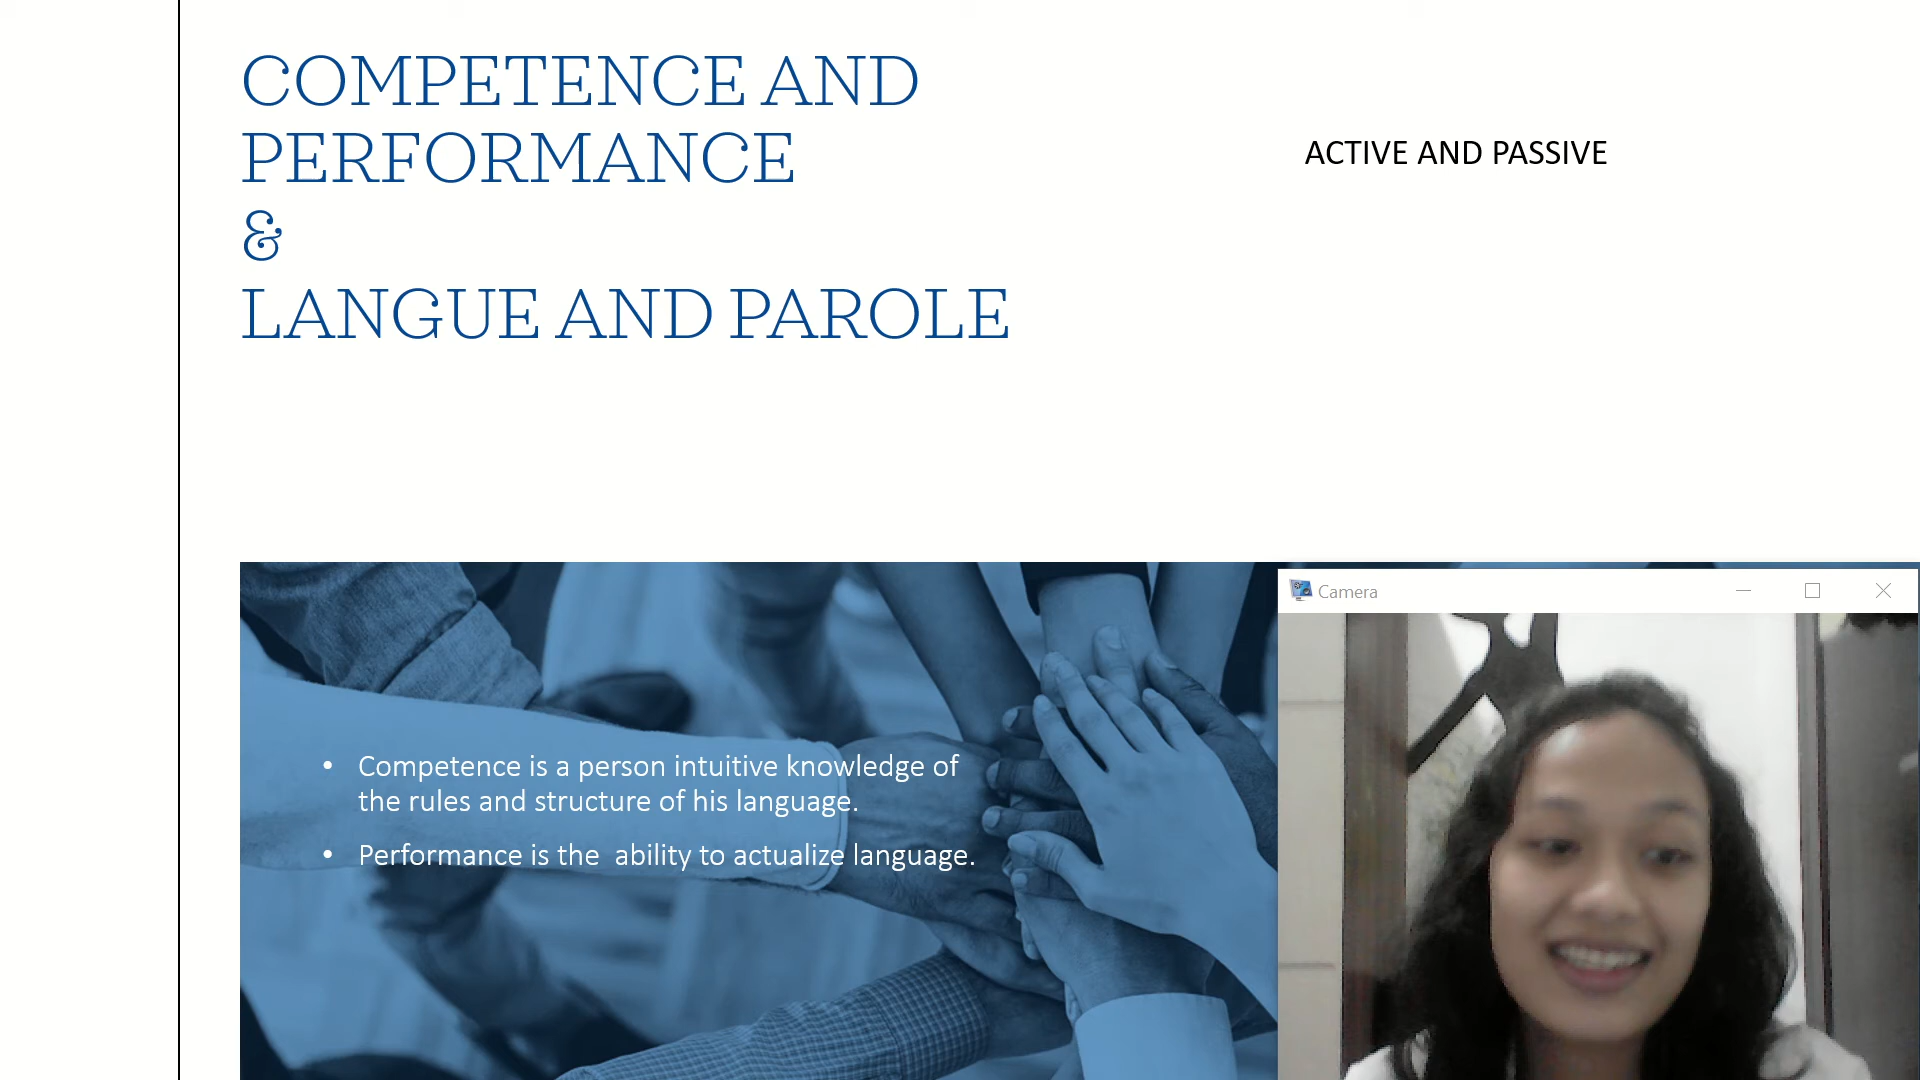 COMPETENCE AND
PERFORMANCE
&
LANGUE AND PAROLE
ACTIVE AND PASSIVE
• Competence is a person intuitive knowledge of
the rules and structure of his language.
• Performance is the  ability to actualize language.
Camera